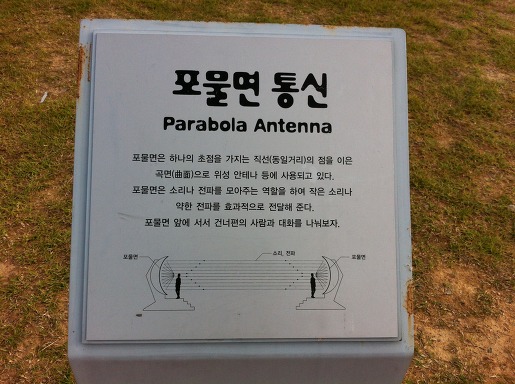 포물면 통신
Parabola Antenna
포물면은 하나의 초점을 가지는 직선(동일거리)의 점을 이은
곡면(曲面)으로 위성 안테나 등에 사용되고 있다.
포물면은 소리나 전파를 모아주는 역할을 하여 작은 소리나
약한 전파를 효과적으로 전달해 준다.
포물면 앞에 서서 건너편의 사람과 대화를 나눠보자.
포물면 소리, 전파 포물면